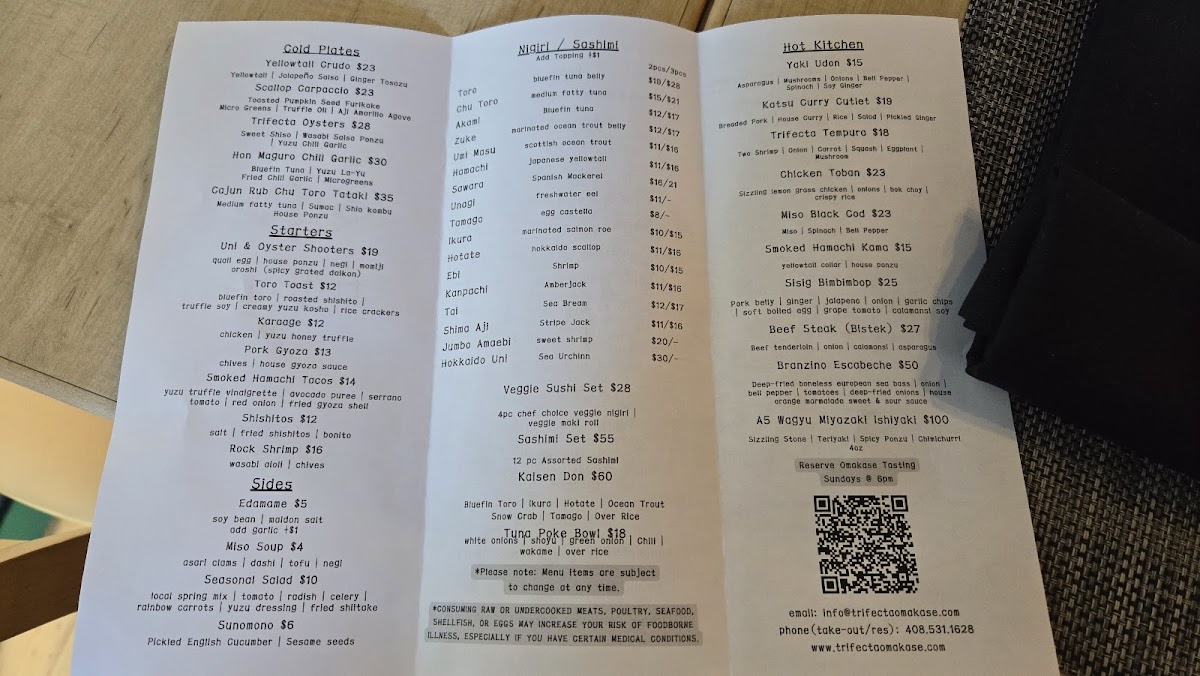 Cold Plates
Yellowtail Crudo $23
Yellowtail | Jalapeño Salsa | Ginger Tosazu
Scallop Carpaccio $23
Toasted Pumpkin Seed Furikake
Micro Greens | Truffle Oil | Aji Amarillo Agave
Trifecta Oysters $28
Sweet Shiso | Wasabi Salsa Ponzu
| Yuzu Chili Garlic
Hon Maguro Chili Garlic $30
Bluefin Tuna | Yuzu La-Yu
Fried Chili Garlic | Microgreens
Cajun Rub Chu Toro Tataki $35
Medium fatty tuna | Sumac | Shio kombu
House Ponzu
Starters
Uni & Oyster Shooters $19
quail egg | house ponzu | negi | momiji
oroshi (spicy grated daikon)
Toro Toast $12
bluefin toro | roasted shishito |
truffle soy | creamy yuzu kosho | rice crackers
Karaage $12
chicken | yuzu honey truffle
Pork Gyoza $13
chives | house gyoza sauce
Smoked Hamachi Tacos $14
yuzu truffle vinaigrette | avocado puree | serrano
tomato | red onion | fried gyoza shell
Shishitos $12
salt | fried shishitos | bonito
Rock Shrimp $16
wasabi aioli | chives
Sides
Edamame $5
soy bean | maldon salt
add garlic +$1
Miso Soup $4
asari clams | dashi | tofu | negi
Seasonal Salad $10
local spring mix | tomato | radish | celery |
rainbow carrots | yuzu dressing | fried shiitake
Sunomono $6
Pickled English Cucumber | Sesame seeds
Nigiri / Sashimi
Add Topping +$1
2pcs/3pcs
Toro bluefin tuna belly $19/$28
Chu Toro medium fatty tuna $15/$21
Akami Bluefin tuna $12/$17
Zuke marinated ocean trout belly $12/$17
Umi Masu scottish ocean trout $11/$16
Hamachi japanese yellowtail $11/$16
Sawara Spanish Mackerel $16/21
Unagi freshwater eel $11/-
Tamago egg castella $8/-
Ikura marinated salmon roe $10/$15
Hotate hokkaido scallop $11/$16
Ebi Shrimp $10/$15
Kanpachi Amberjack $11/$16
Tai Sea Bream $12/$17
Shima Aji Stripe Jack $11/$16
Jumbo Amaebi sweet shrimp $20/-
Hokkaido Uni Sea Urchinn $30/-
Veggie Sushi Set $28
4pc chef choice veggie nigiri |
veggie maki roll
Sashimi Set $55
12 pc Assorted Sashimi
Kaisen Don $60
Bluefin Toro | Ikura | Hotate | Ocean Trout
Snow Crab | Tamago | Over Rice
Tuna Poke Bowl $18
white onions | shoyu | green onion | Chili |
wakame | over rice
*Please note: Menu items are subject
to change at any time.
*CONSUMING RAW OR UNDERCOOKED MEATS, POULTRY, SEAFOOD,
SHELLFISH, OR EGGS MAY INCREASE YOUR RISK OF FOODBORNE
ILLNESS, ESPECIALLY IF YOU HAVE CERTAIN MEDICAL CONDITIONS.
Hot Kitchen
Yaki Udon $15
Asparagus | Mushrooms | Onions | Bell Pepper |
Spinach | Soy Ginger
Katsu Curry Cutlet $19
Breaded Pork | House Curry | Rice | Salad | Pickled Ginger
Trifecta Tempura $18
Two Shrimp | Onion | Carrot | Squash | Eggplant |
Mushroom
Chicken Toban $23
Sizzling lemon grass chicken | onions | bok choy |
crispy rice
Miso Black Cod $23
Miso | Spinach | Bell Pepper
Smoked Hamachi Kama $15
yellowtail collar | house ponzu
Sisig Bimbimbop $25
Pork belly | ginger | jalapeno | onion | garlic chips
| soft boiled egg | grape tomato | calamansi soy
Beef Steak (Bistek) $27
Beef tenderloin | onion | calamansi | asparagus
Branzino Escabeche $50
Deep-fried boneless european sea bass | onion |
bell pepper | tomatoes | deep-fried onions | house
orange marmalade sweet & sour sauce
A5 Wagyu Miyazaki Ishiyaki $100
Sizzling Stone | Teriyaki | Spicy Ponzu | Chimichurri
4oz
Reserve Omakase Tasting
Sundays @ 6pm
email: info@trifectaomakase.com
phone(take-out/res): 408.531.1628
www.trifectaomakase.com